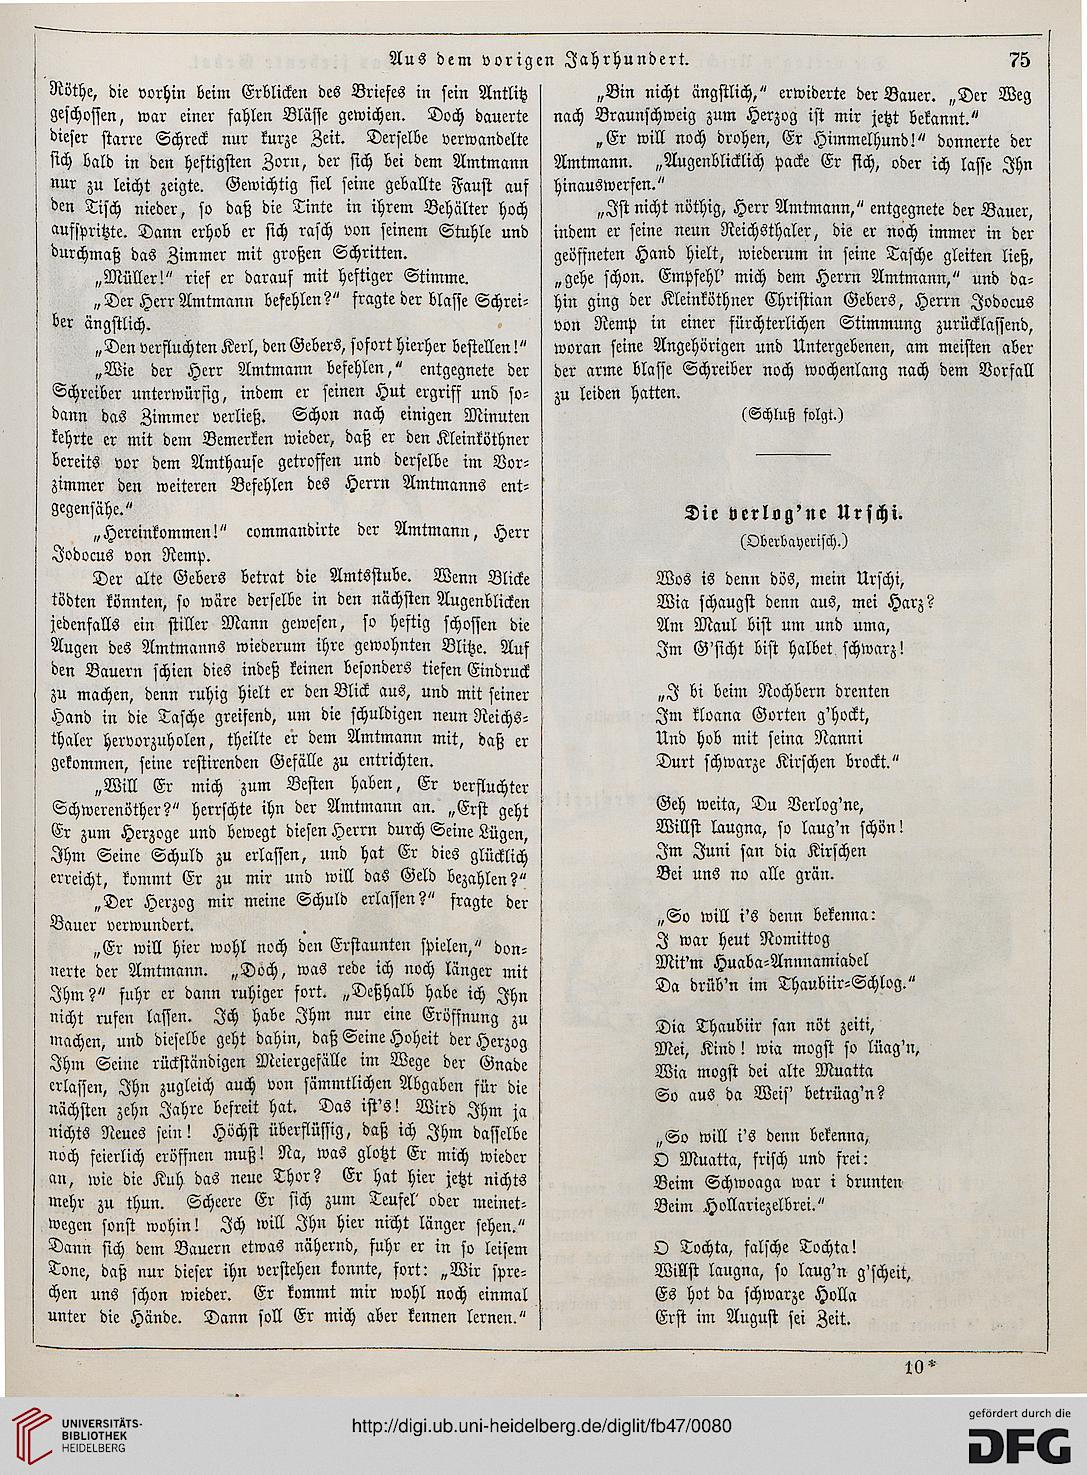 Aus dem vorigen Jahrhundert. 75
Röthe, die vorhin beim Erblicken des Briefes in sein Antlitz
geschossen, war einer fahlen Blässe gewichen. Doch dauerte
dieser starre Schreck nur kurze Zeit. Derselbe verwandelte
sich bald in den heftigsten Zorn, der sich bei dem Amtmann
nur zu leicht zeigte. Gewichtig fiel seine geballte Faust auf
den Tisch nieder, so daß die Tinte in ihrem Behälter hoch
aufspritzte. Dann erhob er sich rasch von seinem Stuhle und
durchmaß das Zimmer mit großen Schritten.
„Müller!“ rief er darauf mit heftiger Stimme.
„Der Herr Amtmann befehlen?“ fragte der blasse Schrei-
ber ängstlich.
„Den verfluchten Kerl, den Gebers, sofort hierher bestellen!“
„Wie der Herr Amtmann befehlen,“ entgegnete der
Schreiber unterwürfig, indem er seinen Hut ergriff und so-
dann das Zimmer verließ. Schon nach einigen Minuten
kehrte er mit dem Bemerken wieder, daß er den Kleinköthner
bereits vor dem Amthause getroffen und derselbe im Vor-
zimmer den weiteren Befehlen des Herrn Amtmanns ent-
gegensähe.“
„Hereinkommen!“ commandirte der Amtmann, Herr
Jodocus von Remp.
Der alte Gebers betrat die Amtsstube. Wenn Blicke
tödten könnten, so wäre derselbe in den nächsten Augenblicken
jedenfalls ein stiller Mann gewesen, so heftig schossen die
Augen des Amtmanns wiederum ihre gewohnten Blitze. Auf
den Bauern schien dies indeß keinen besonders tiefen Eindruck
zu machen, denn ruhig hielt er den Blick aus, und mit seiner
Hand in die Tasche greifend, um die schuldigen neun Reichs-
thaler hervorzuholen, theilte er dem Amtmann mit, daß er
gekommen, seine restirenden Gefälle zu entrichten.
„Will Er mich zum Besten haben, Er verfluchter
Schwerenöther?“ herrschte ihn der Amtmann an. „Erst geht
Er zum Herzoge und bewegt diesen Herrn durch Seine Lügen,
Ihm Seine Schuld zu erlassen, und hat Er dies glücklich
erreicht, kommt Er zu mir und will das Geld bezahlen?“
„Der Herzog mir meine Schuld erlassen?“ fragte der
Bauer verwundert.
„Er will hier wohl noch den Erstaunten spielen,“ don-
nerte der Amtmann. „Doch, was rede ich noch länger mit
Ihm?“ fuhr er dann ruhiger fort. „Deßhalb habe ich Ihn
nicht rufen lassen. Ich habe Ihm nur eine Eröffnung zu
machen, und dieselbe geht dahin, daß Seine Hoheit der Herzog
Ihm Seine rückständigen Meiergefälle im Wege der Gnade
erlassen, Ihn zugleich auch von sämmtlichen Abgaben für die
nächsten zehn Jahre befreit hat. Das ist's! Wird Ihm ja
nichts Neues sein! Höchst überflüssig, daß ich Ihm dasselbe
noch feierlich eröffnen muß! Na, was glotzt Er mich wieder
an, wie die Kuh das neue Thor? Er hat hier jetzt nichts
mehr zu thun. Scheere Er sich zum Teufel oder meinet-
wegen sonst wohin! Ich will Ihn hier nicht länger sehen.“
Dann sich dem Bauern etwas nähernd, fuhr er in so leisem
Tone, daß nur dieser ihn verstehen konnte, fort: „Wir spre-
chen uns schon wieder. Er kommt mir wohl noch einmal
unter die Hände. Dann soll Er mich aber kennen lernen.“
„Bin nicht ängstlich,“ erwiderte der Bauer. „Der Weg
nach Braunschweig zum Herzog ist mir jetzt bekannt.“
„Er will noch drohen, Er Himmelhund!“ donnerte der
Amtmann. „Augenblicklich packe Er sich, oder ich lasse Ihn
hinauswerfen.“
„Ist nicht nöthig, Herr Amtmann,“ entgegnete der Bauer,
indem er seine neun Reichsthaler, die er noch immer in der
geöffneten Hand hielt, wiederum in seine Tasche gleiten ließ,
„gehe schon. Empfehl' mich dem Herrn Amtmann,“ und da-
hin ging der Kleinköthner Christian Gebers, Herrn Jodocus
von Remp in einer fürchterlichen Stimmung zurücklassend,
woran seine Angehörigen und Untergebenen, am meisten aber
der arme blasse Schreiber noch wochenlang nach dem Vorfall
zu leiden hatten.
(Schluß folgt.)
Die verlog'ne Urschi.
(Oberbayerisch.)
Wos is denn dös, mein Urschi,
Wia schaugst denn aus, mei Harz?
Am Maul bist um und uma,
Im G'sicht bist halbet schwarz!
„I bi beim Nochbern drenten
Im kloana Gorten g'hockt,
Und hob mit seina Nanni
Durt schwarze Kirschen brockt.“
Geh weita, Du Verlog'ne,
Willst laugna, so laug'n schön!
Im Juni san dia Kirschen
Bei uns no alle grän.
„So will i's denn bekenna:
I war heut Nomittog
Mit'm Huaba-Annnamiadel
Da drüb'n im Thaubiir-Schlog.“
Dia Thaubiir san nöt zeiti,
Mei, Kind! wia mogst so lüag'n,
Wia mogst dei alte Muatta
So aus da Weis' betrüag'n?
„So will i's denn bekenna,
O Muatta, frisch und frei:
Beim Schwoaga war i drunten
Beim Hollariezelbrei.“
O Tochta, falsche Tochta!
Willst laugna, so laug'n g'scheit,
Es hot da schwarze Holla
Erst im August sei Zeit.
10*
UNIVERSITÄTS-
BIBLIOTHEK
HEIDELBERG
http://digi.ub.uni-heidelberg.de/diglit/fb47/0080
gefördert durch die
DFG